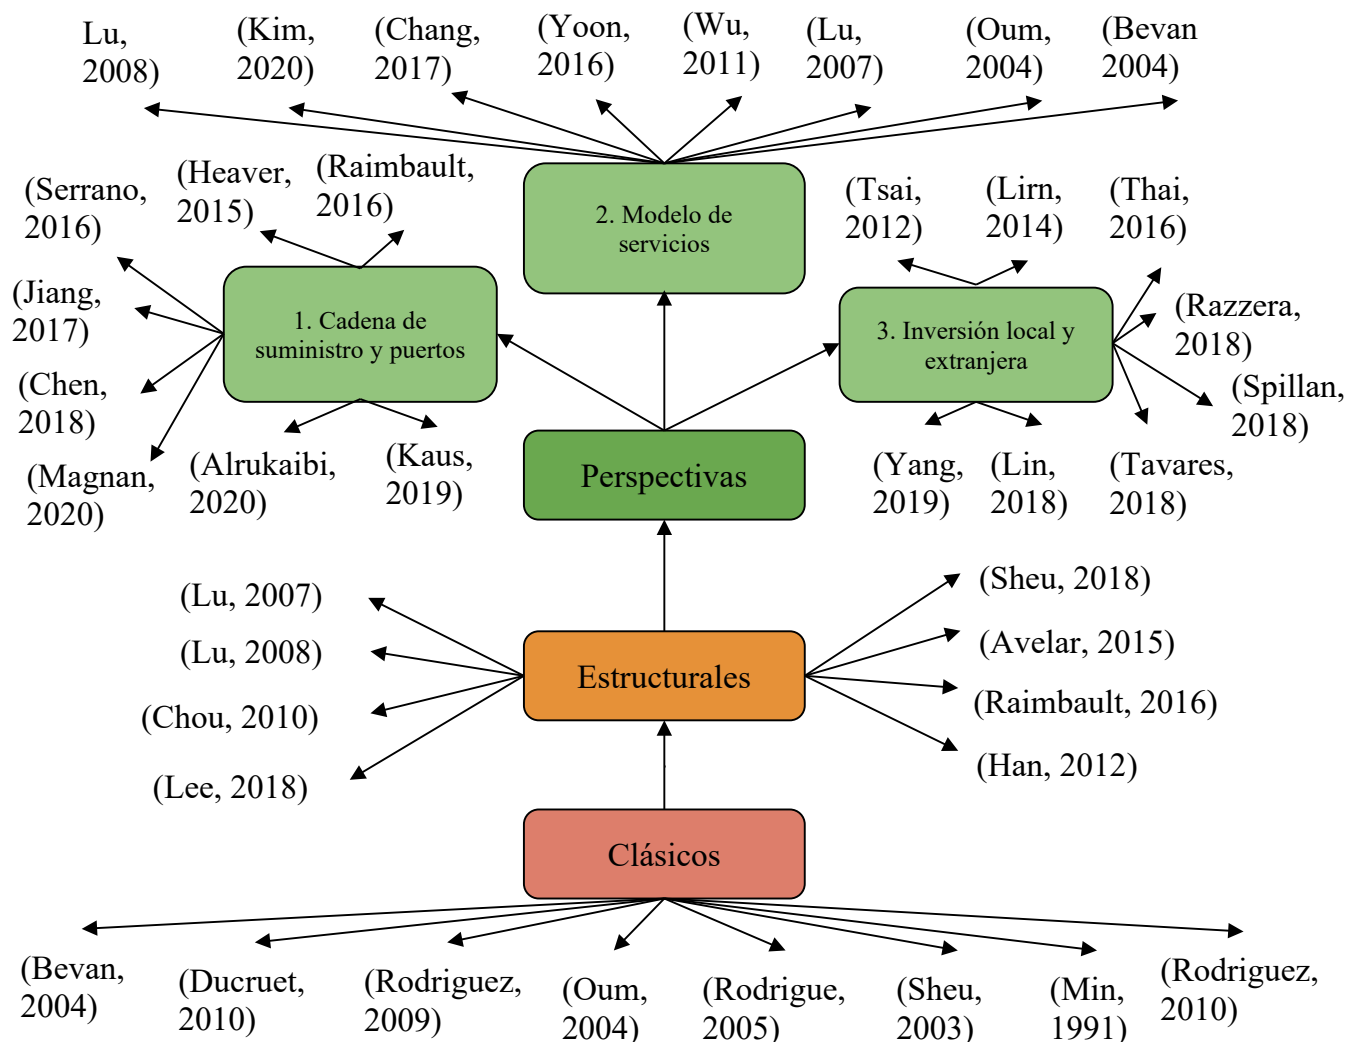 Lu,
2008)
(Kim,
2020)
(Chang,
2017)
(Yoon,
2016)
(Wu,
2011)
(Lu,
2007)
(Oum,
2004)
(Bevan
2004)
(Serrano,
2016)
(Heaver,
2015)
(Raimbault,
2016)
(Jiang,
2017)
(Chen,
2018)
(Magnan,
2020)
(Alrukaibi,
2020)
(Kaus,
2019)
1. Cadena de
suministro y puertos
2. Modelo de
servicios
(Tsai,
2012)
(Lirn,
2014)
(Thai,
2016)
(Razzera,
2018)
(Spillan,
2018)
(Tavares,
2018)
(Lin,
2018)
(Yang,
2019)
3. Inversión local y
extranjera
Perspectivas
(Lu, 2007)
(Lu, 2008)
(Chou, 2010)
(Lee, 2018)
Estructurales
(Sheu, 2018)
(Avelar, 2015)
(Raimbault, 2016)
(Han, 2012)
Clásicos
(Bevan,
2004)
(Ducruet,
2010)
(Rodriguez,
2009)
(Oum,
2004)
(Rodrigue,
2005)
(Sheu,
2003)
(Min,
1991)
(Rodriguez,
2010)